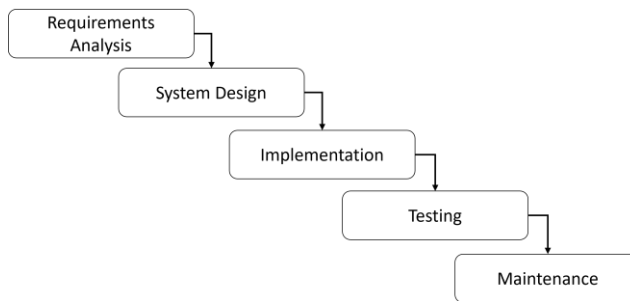 Requirements
Analysis
System Design
Implementation
Testing
Maintenance